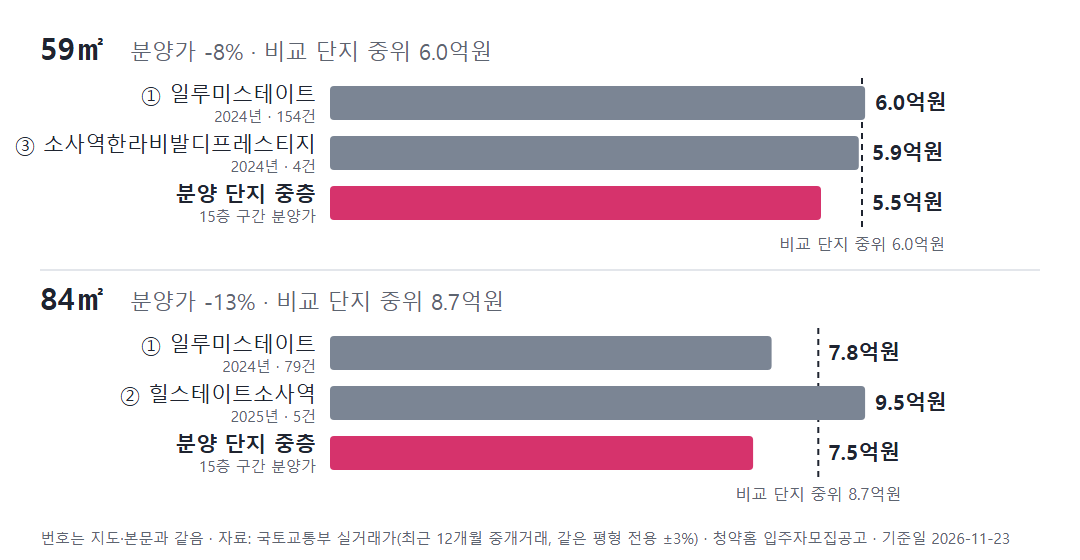 59㎡ 분양가 -8% · 비교 단지 중위 6.0억원
① 일루미스테이트
2024년 · 154건
6.0억원
③ 소사역한라비발디프레스티지
2024년 · 4건
5.9억원
분양 단지 중층
15층 구간 분양가
5.5억원
비교 단지 중위 6.0억원
84㎡ 분양가 -13% · 비교 단지 중위 8.7억원
① 일루미스테이트
2024년 · 79건
7.8억원
② 힐스테이트소사역
2025년 · 5건
9.5억원
분양 단지 중층
15층 구간 분양가
7.5억원
비교 단지 중위 8.7억원
번호는 지도·본문과 같음 · 자료: 국토교통부 실거래가(최근 12개월 중개거래, 같은 평형 전용 ±3%) · 청약홈 입주자모집공고 · 기준일 2026-11-23